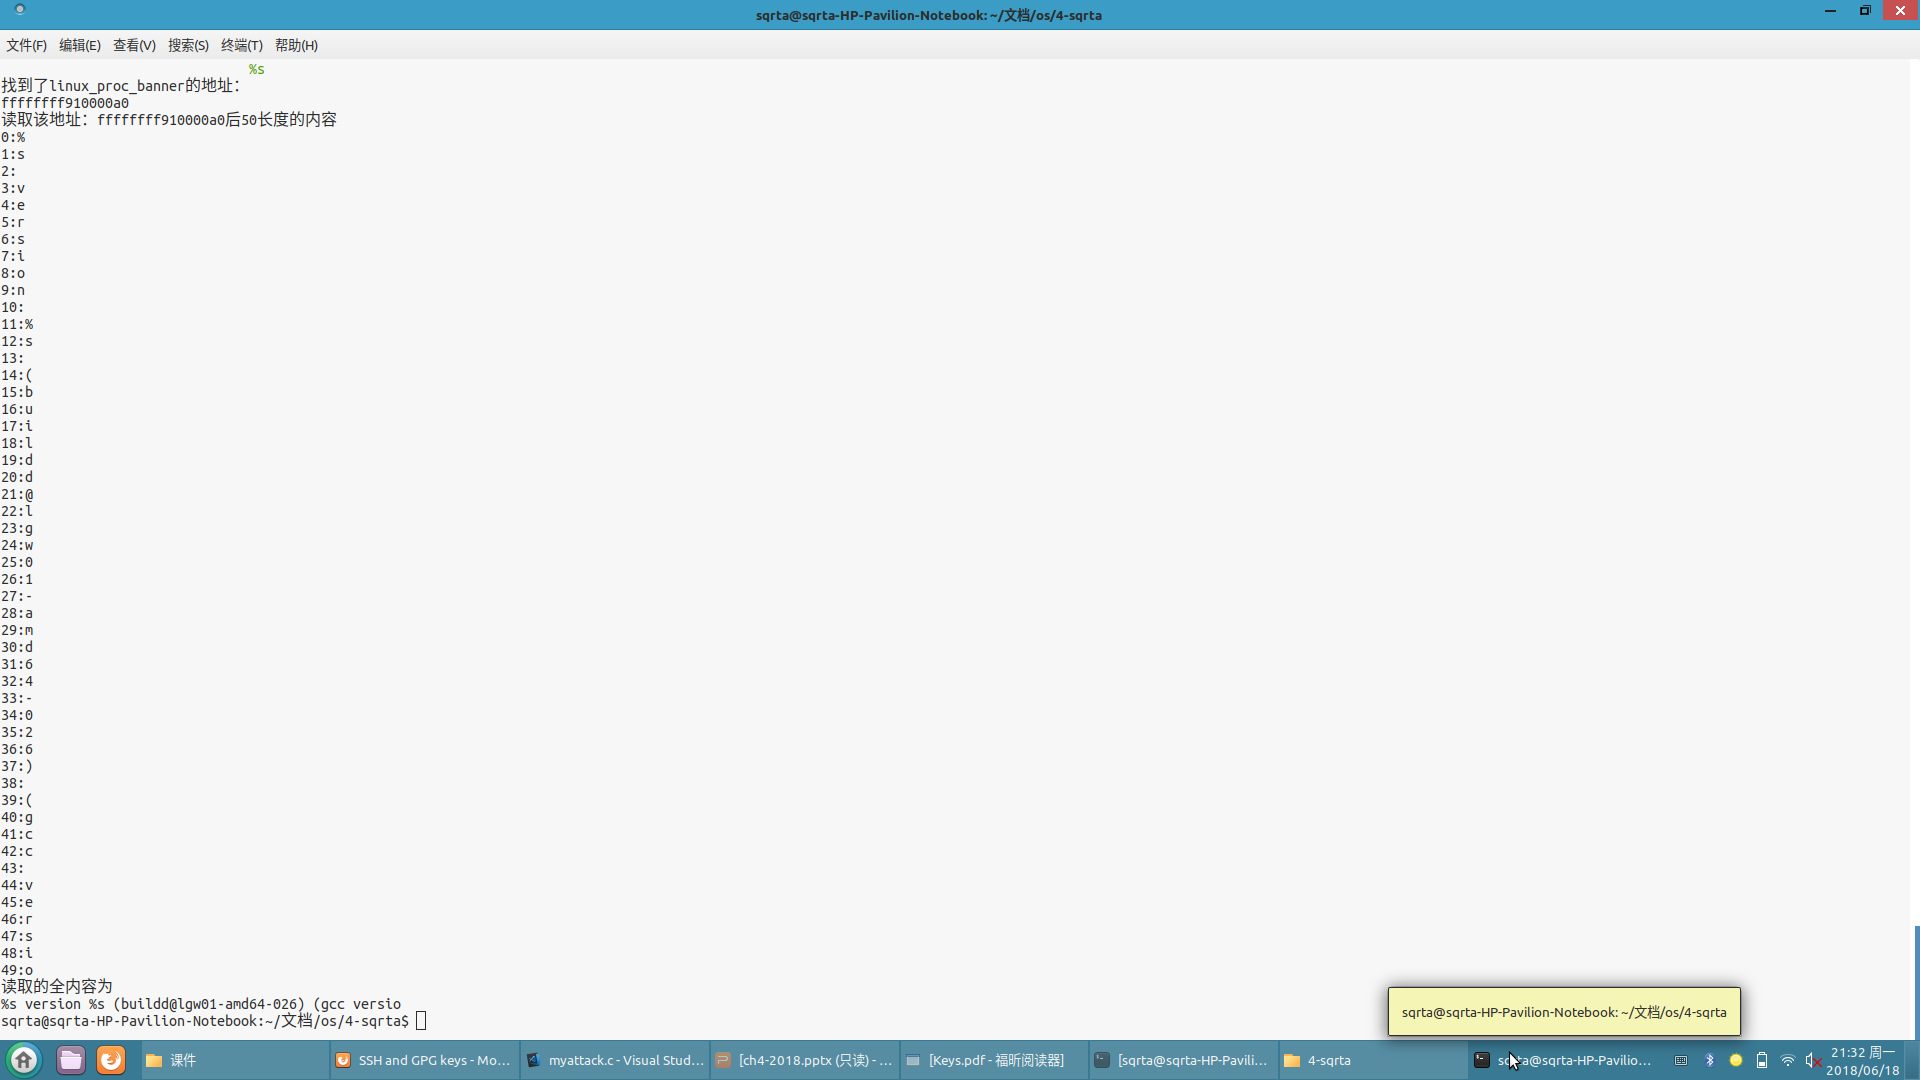 sqrta@sqrta-HP-Pavilion-Notebook: ~/文档/os/4-sqrta
文件(F) 编辑(E) 查看(V) 搜索(S) 终端(T) 帮助(H)
%s
找到了linux_proc_banner的地址：
ffffffff910000a0
读取该地址：ffffffff910000a0后50长度的内容
0:%
1:s
2:
3:v
4:e
5:r
6:s
7:i
8:o
9:n
10:
11:%
12:s
13:
14:(
15:b
16:u
17:i
18:l
19:d
20:d
21:@
22:l
23:g
24:w
25:0
26:1
27:-
28:a
29:m
30:d
31:6
32:4
33:-
34:0
35:2
36:6
37:)
38:
39:(
40:g
41:c
42:c
43:
44:v
45:e
46:r
47:s
48:i
49:o
读取的全内容为
%s version %s (buildd@lgw01-amd64-026) (gcc versio
sqrta@sqrta-HP-Pavilion-Notebook:~/文档/os/4-sqrta$
sqrta@sqrta-HP-Pavilion-Notebook: ~/文档/os/4-sqrta
课件 SSH and GPG keys - Mo... myattack.c - Visual Stud... [ch4-2018.pptx (只读) - ... [Keys.pdf - 福昕阅读器] [sqrta@sqrta-HP-Pavili... 4-sqrta sqrta@sqrta-HP-Pavilio... 21:32 周一
2018/06/18